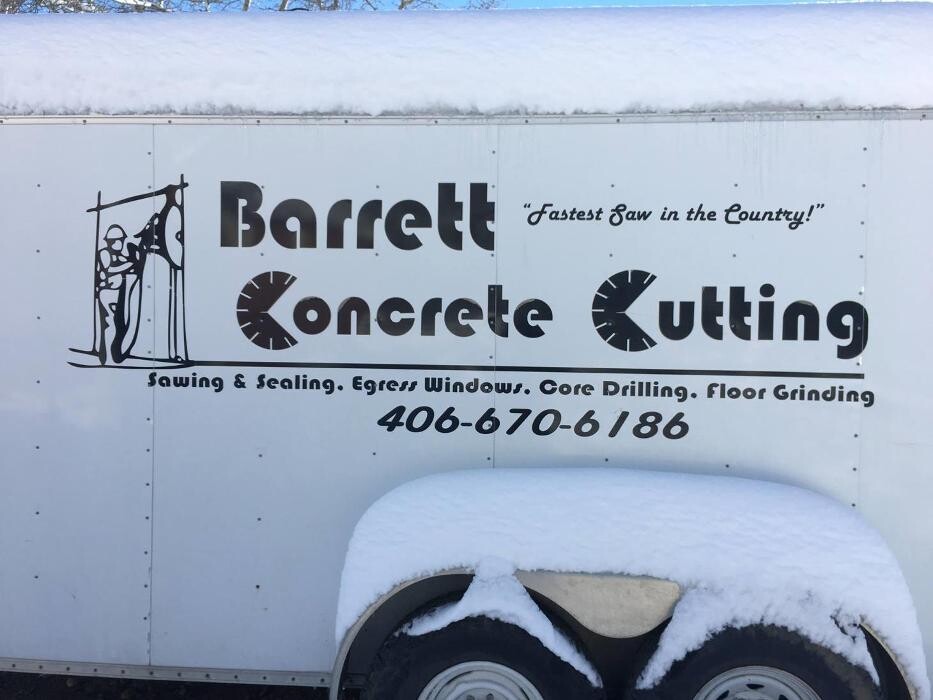 Barrett "Fastest Saw in the Country!"
Concrete Cutting
Sawing & Sealing. Egress Windows. Core Drilling. Floor Grinding
406-670-6186